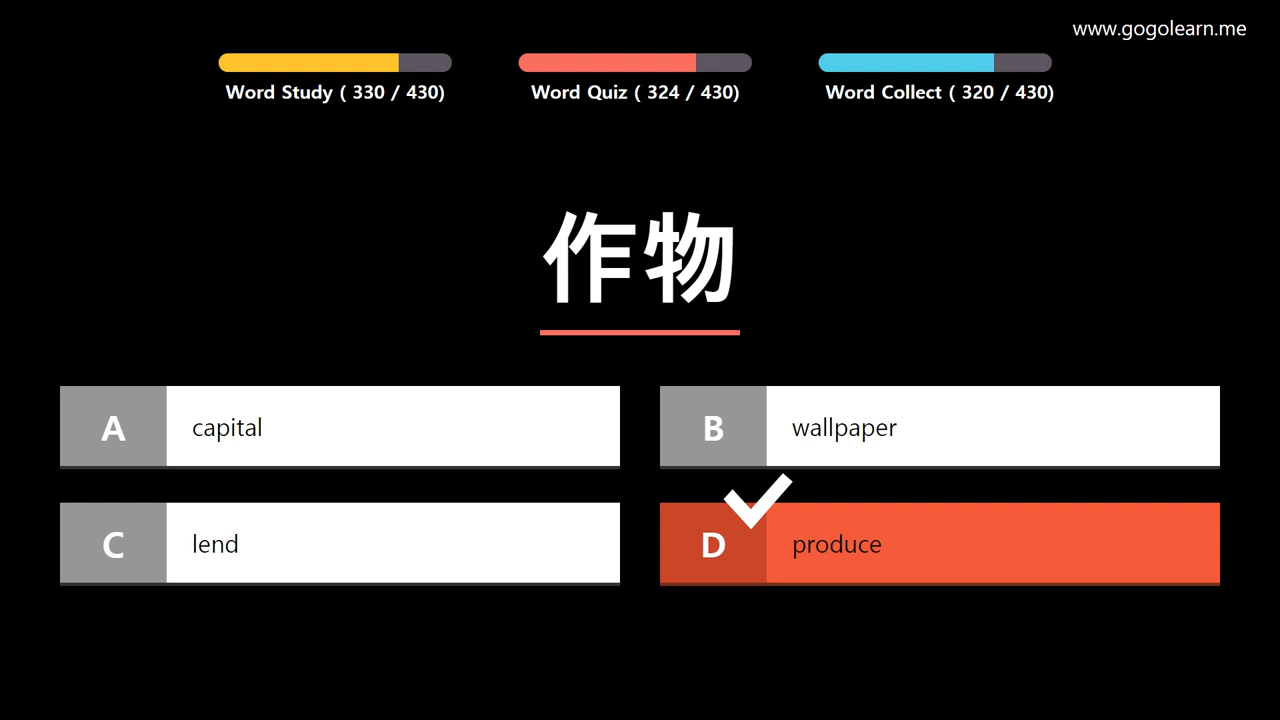 www.gogolearn.me
Word Study ( 330 / 430)
Word Quiz ( 324 / 430)
Word Collect ( 320 / 430)
作物
A capital
B wallpaper
C lend
D produce